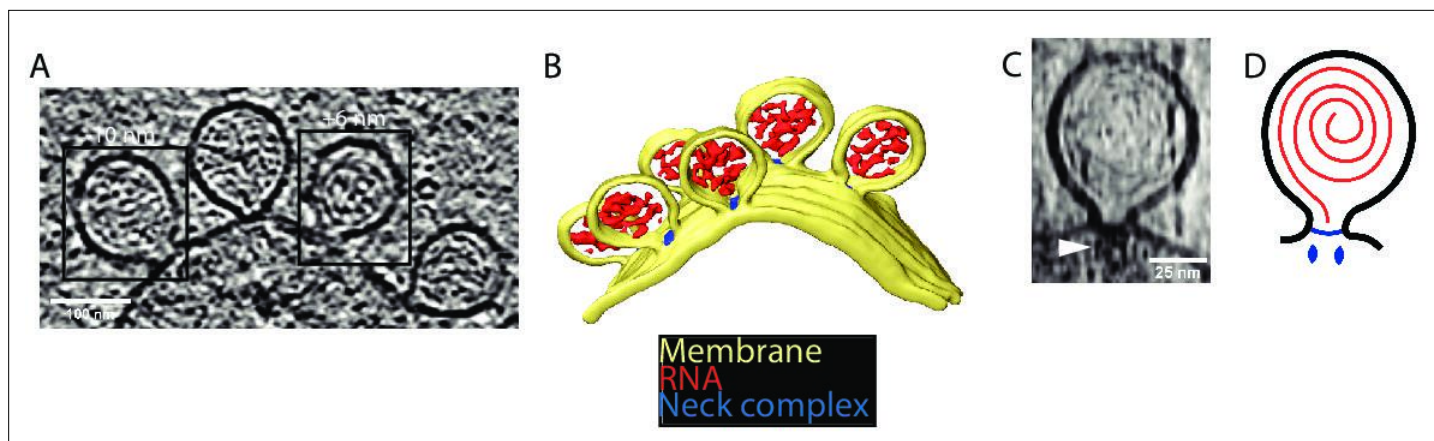 A
-10 nm
+6 nm
100 nm
B
Membrane
RNA
Neck complex
C
25 nm
D